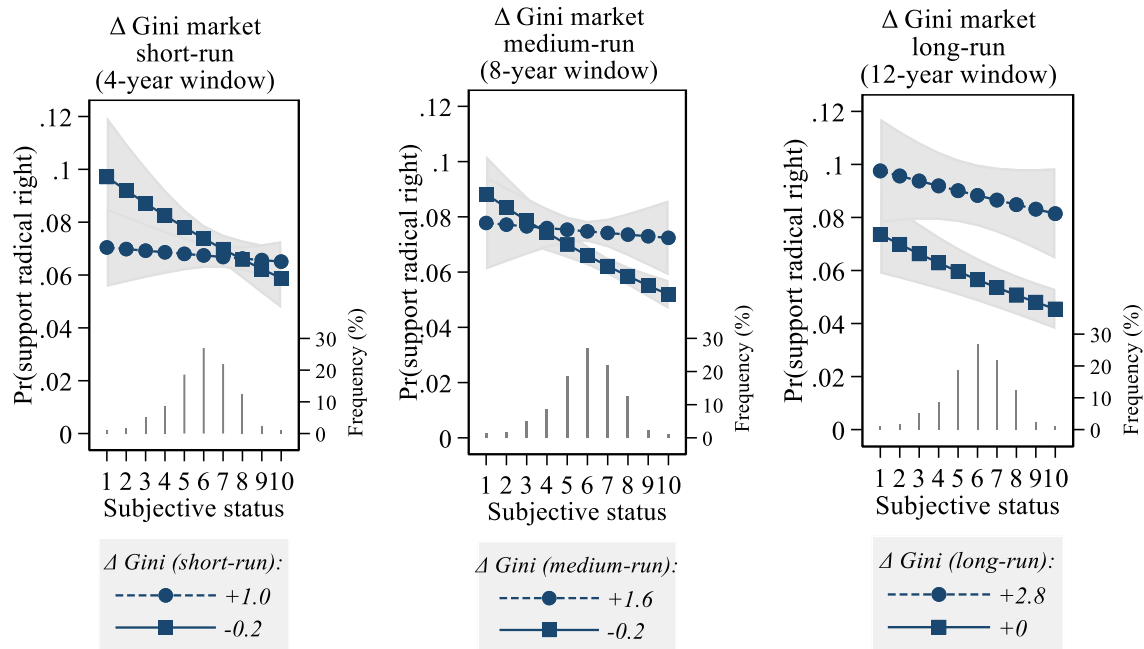 Δ Gini market
short-run
(4-year window)
Pr(support radical right)
.12
.1
.08
.06
.04
.02
0
30
20
10
0
Frequency (%)
1 2 3 4 5 6 7 8 9 10
Subjective status
Δ Gini (short-run):
+1.0
-0.2
Δ Gini market
medium-run
(8-year window)
Pr(support radical right)
.12
.1
.08
.06
.04
.02
0
30
20
10
0
Frequency (%)
1 2 3 4 5 6 7 8 9 10
Subjective status
Δ Gini (medium-run):
+1.6
-0.2
Δ Gini market
long-run
(12-year window)
Pr(support radical right)
.12
.1
.08
.06
.04
.02
0
30
20
10
0
Frequency (%)
1 2 3 4 5 6 7 8 9 10
Subjective status
Δ Gini (long-run):
+2.8
+0